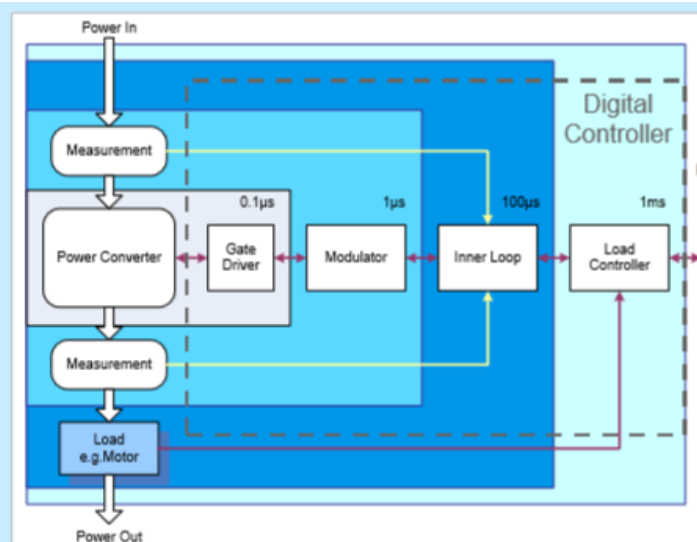 Power In
Digital
Controller
Measurement
0.1µs
1µs
100µs
1ms
Power Converter
Gate
Driver
Modulator
Inner Loop
Load
Controller
Measurement
Load
e.g.Motor
Power Out